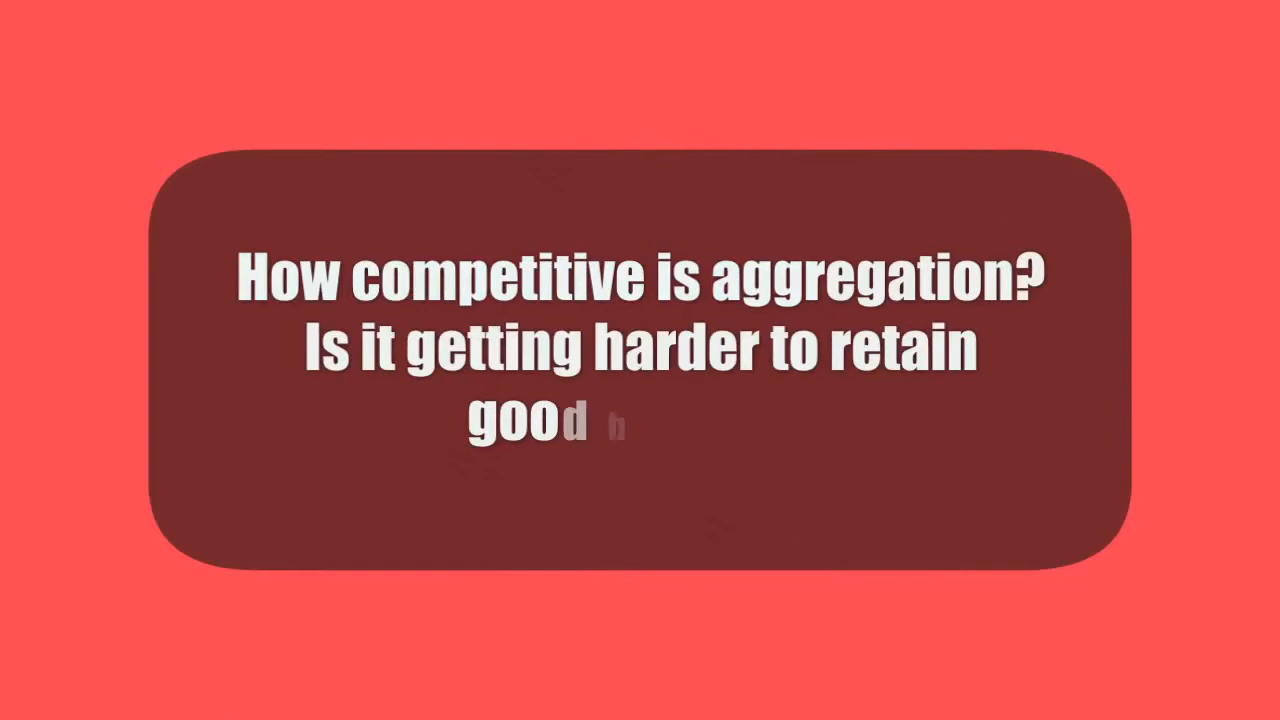 How competitive is aggregation?
Is it getting harder to retain
good